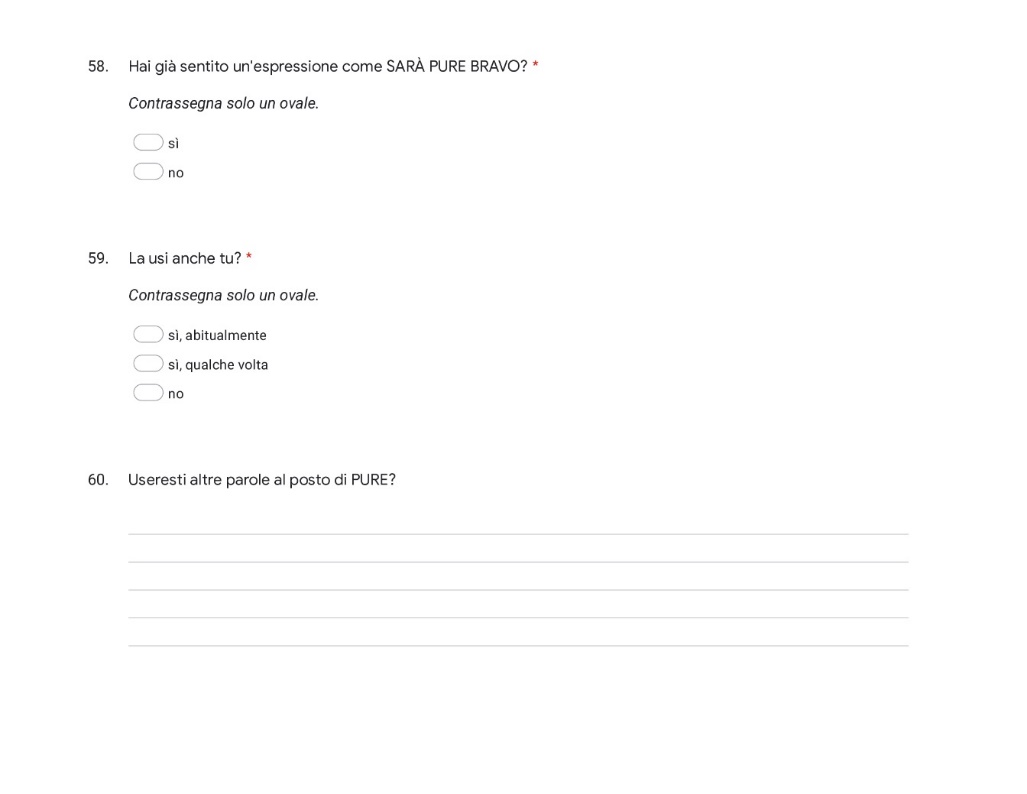 58. Hai già sentito un'espressione come SARÀ PURE BRAVO? *
Contrassegna solo un ovale.
sì
no
59. La usi anche tu? *
Contrassegna solo un ovale.
sì, abitualmente
sì, qualche volta
no
60. Useresti altre parole al posto di PURE?